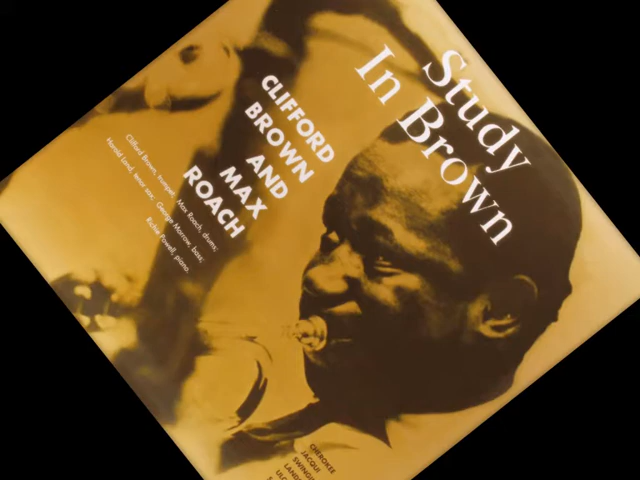 Study
In Brown
CLIFFORD
BROWN
AND
MAX
ROACH
Clifford Brown, trumpet; Max Roach, drums;
Harold Land, tenor sax; George Morrow, bass;
Richie Powell, piano.
CHEROKEE
JACQUI